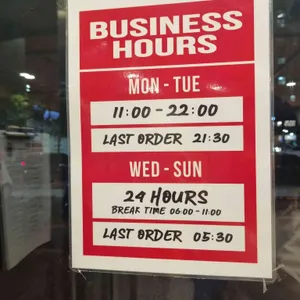 BUSINESS
HOURS
MON - TUE
11:00 - 22:00
LAST ORDER 21:30
WED - SUN
24 HOURS
BREAK TIME 06:00 - 11:00
LAST ORDER 05:30